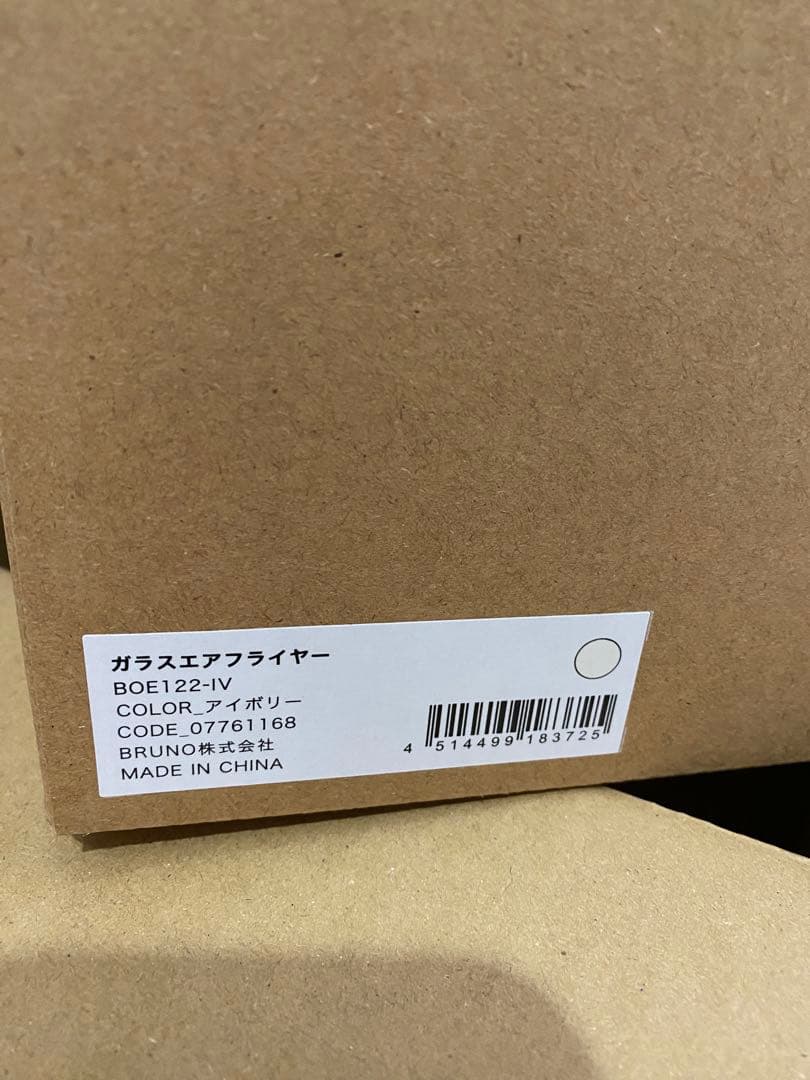 ガラスエアフライヤー
BOE122-IV
COLOR_アイボリー
CODE_07761168
BRUNO株式会社
MADE IN CHINA
4 514499 183725